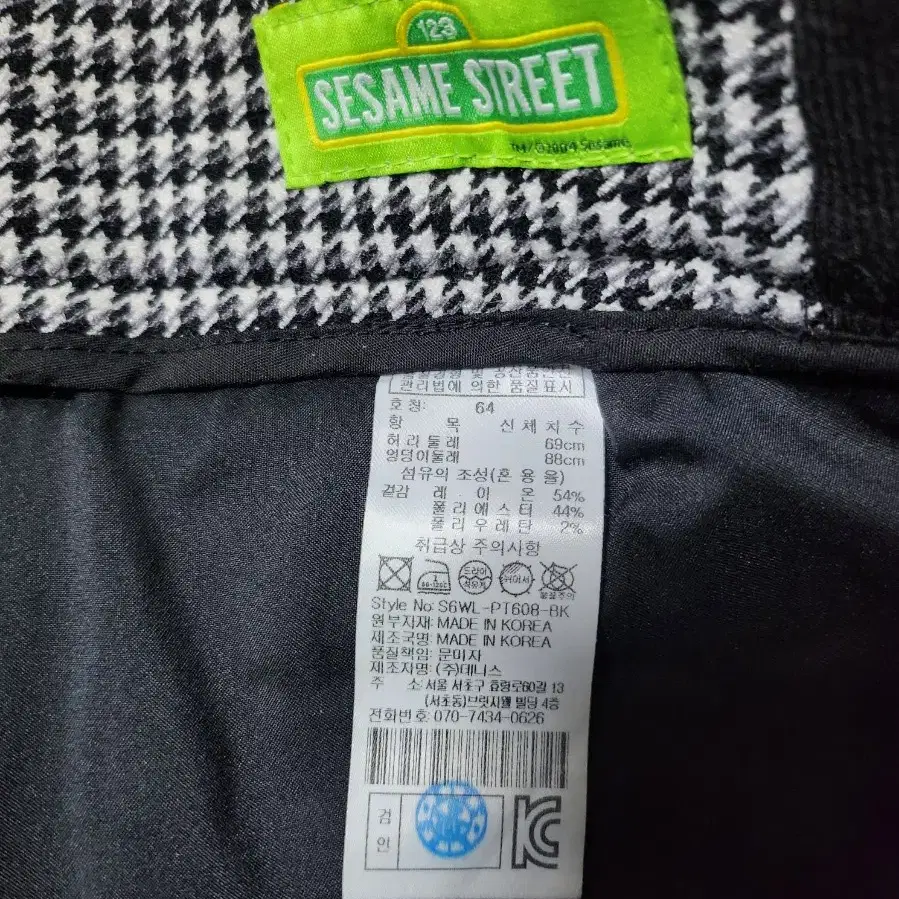 123
SESAME STREET
TM/©2004 Sesame
관리법에 의한 품질표시
호칭: 64
항 목 신체치수
허리둘레 69cm
엉덩이둘레 88cm
섬유의 조성(혼용율)
겉감 레이온 54%
폴리에스터 44%
폴리우레탄 2%
취급상 주의사항
드라이
Style No: S6WL-PT608-BK
원부자재: MADE IN KOREA
제조국명: MADE IN KOREA
품질책임: 문미자
제조자명: (주)데니스
주 소: 서울 서초구 효령로60길 13
(서초동)브릿지웰 빌딩 4층
전화번호: 070-7434-0626
검
인
KC